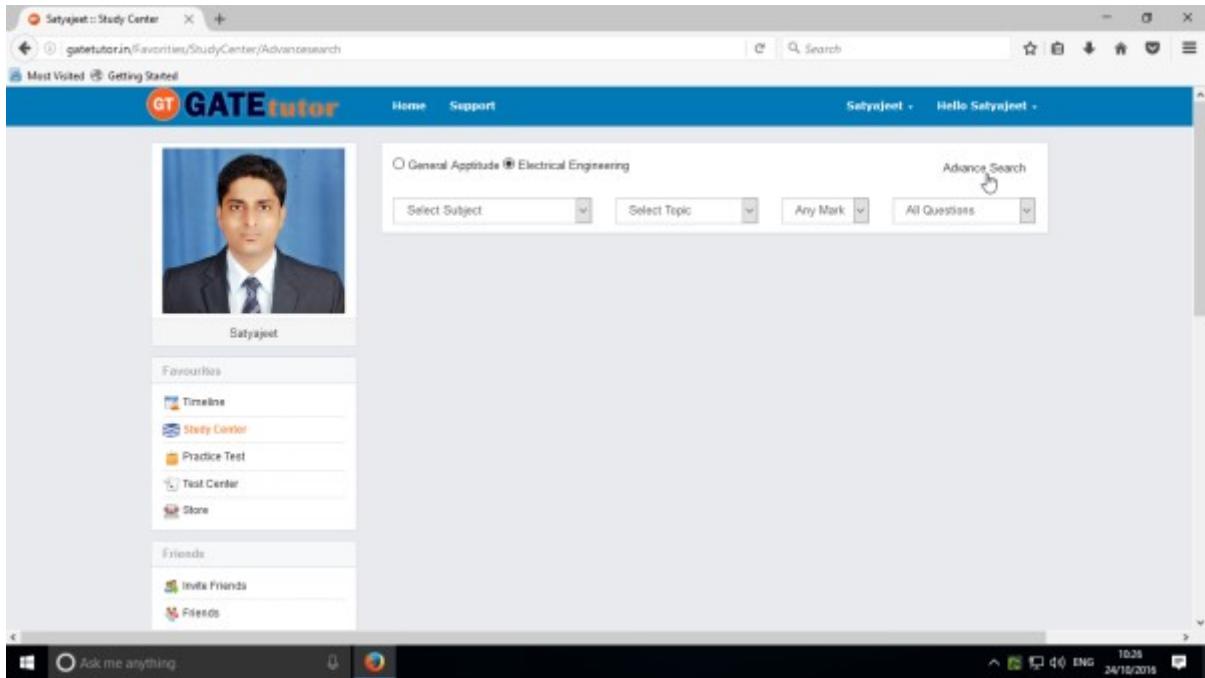 Satyajeet :: Study Center
gatetutor.in/Favorities/StudyCenter/Advancesearch
Search
Most Visited Getting Started
GT GATEtutor Home Support Satyajeet Hello Satyajeet
General Apptitude Electrical Engineering Advance Search
Select Subject Select Topic Any Mark All Questions
Satyajeet
Favourites
Timeline
Study Center
Practice Test
Test Center
Store
Friends
Invite Friends
Friends
Ask me anything ENG 10:26
24/10/2016